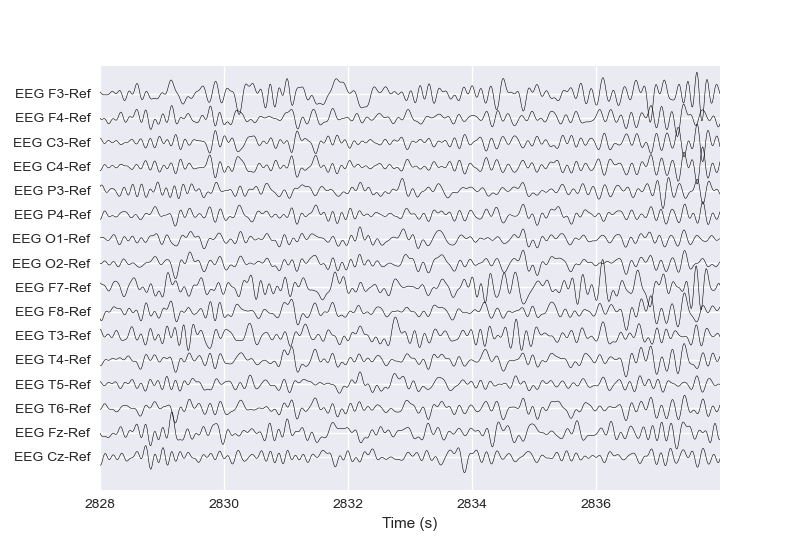 EEG F3-Ref
EEG F4-Ref
EEG C3-Ref
EEG C4-Ref
EEG P3-Ref
EEG P4-Ref
EEG O1-Ref
EEG O2-Ref
EEG F7-Ref
EEG F8-Ref
EEG T3-Ref
EEG T4-Ref
EEG T5-Ref
EEG T6-Ref
EEG Fz-Ref
EEG Cz-Ref
2828 2830 2832 2834 2836
Time (s)